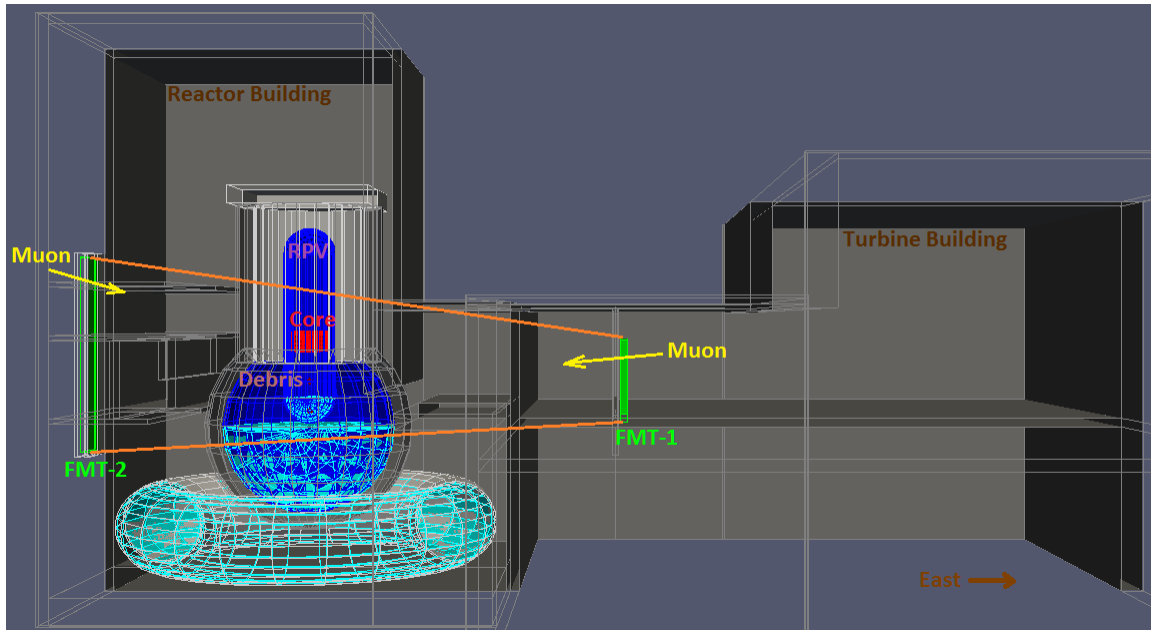 Reactor Building
Muon
RPV
Turbine Building
Core
Muon
Debris
FMT-1
FMT-2
East